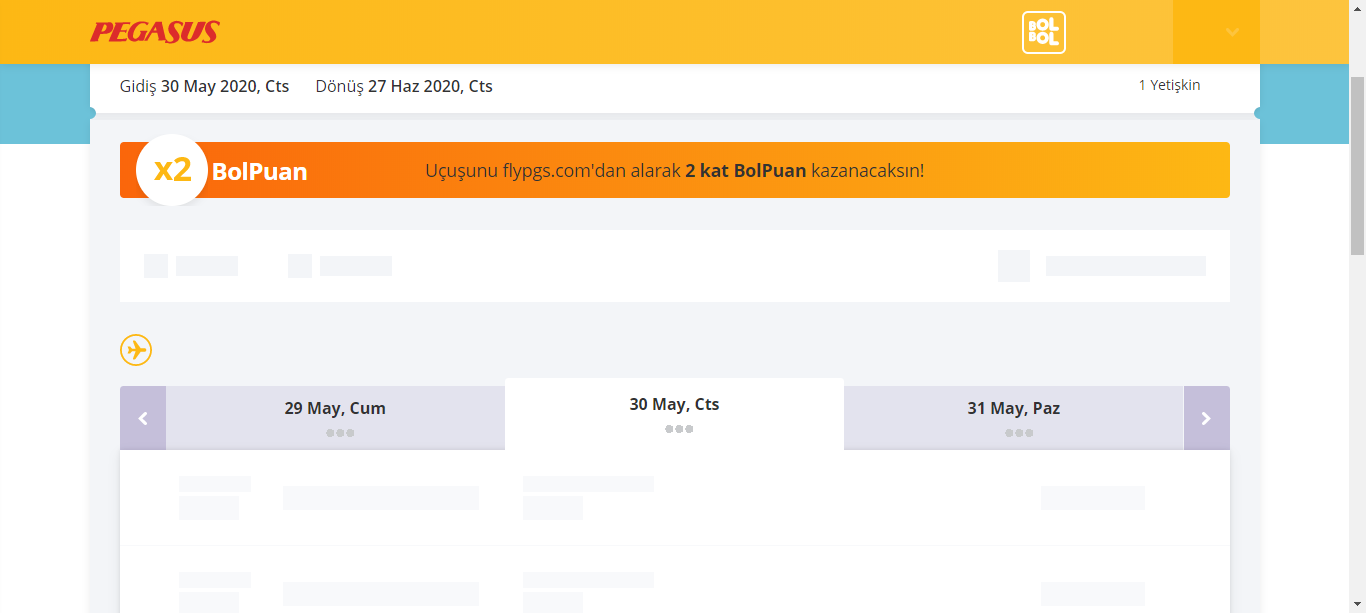 PEGASUS
BOL
BOL
Gidiş 30 May 2020, Cts
Dönüş 27 Haz 2020, Cts
1 Yetişkin
x2
BolPuan
Uçuşunu flypgs.com'dan alarak 2 kat BolPuan kazanacaksın!
29 May, Cum
30 May, Cts
31 May, Paz